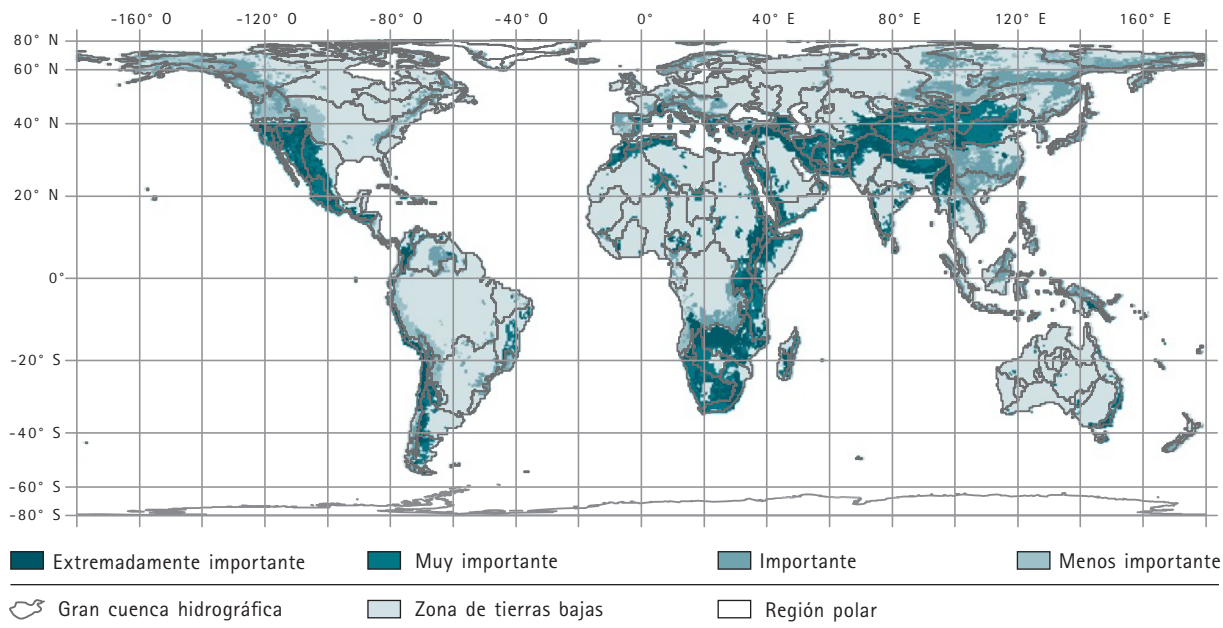 -160° O -120° O -80° O -40° O 0° 40° E 80° E 120° E 160° E
80° N
60° N
40° N
20° N
0°
-20° S
-40° S
-60° S
-80° S
Extremadamente importante Muy importante Importante Menos importante
Gran cuenca hidrográfica Zona de tierras bajas Región polar